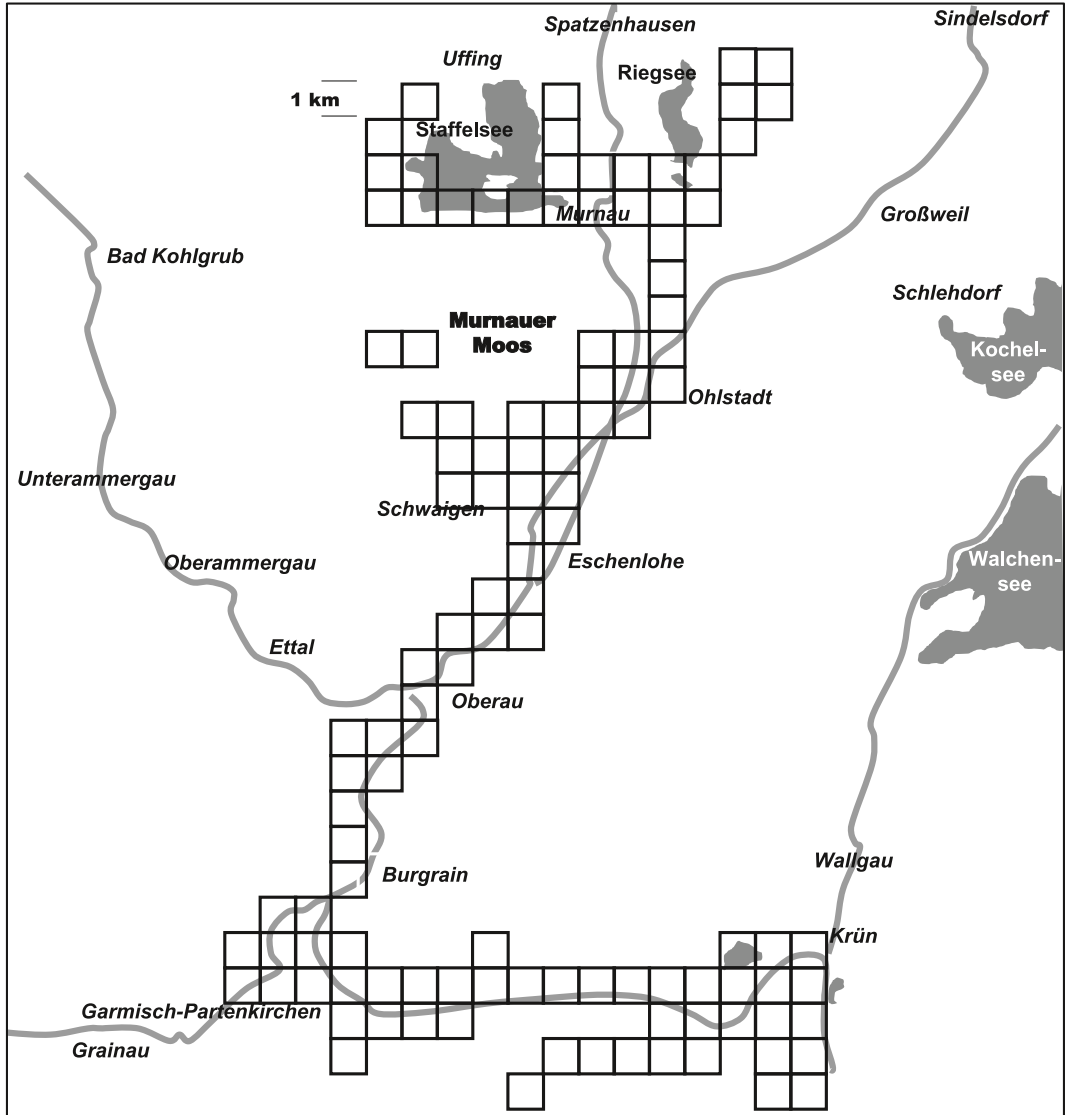 Sindelsdorf
Spatzenhausen
Uffing
Riegsee
1 km
Staffelsee
Murnau
Großweil
Bad Kohlgrub
Schlehdorf
Murnauer
Moos
Kochel-
see
Ohlstadt
Unterammergau
Schwaigen
Oberammergau
Eschenlohe
Walchen-
see
Ettal
Oberau
Wallgau
Burgrain
Krün
Garmisch-Partenkirchen
Grainau